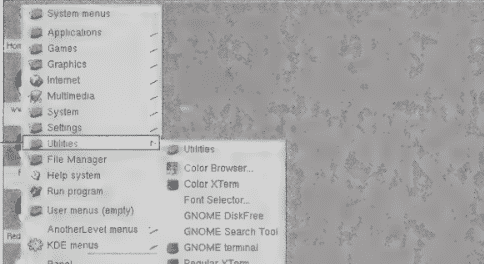 System menus
Applications
Games
Graphics
Internet
Multimedia
System
Settings
Utilities
File Manager
Help system
Run program...
User menus (empty)
AnotherLevel menus
KDE menus
Panel
Utilities
Color Browser...
Color XTerm
Font Selector...
GNOME DiskFree
GNOME Search Tool
GNOME terminal
Regular XTerm
Red